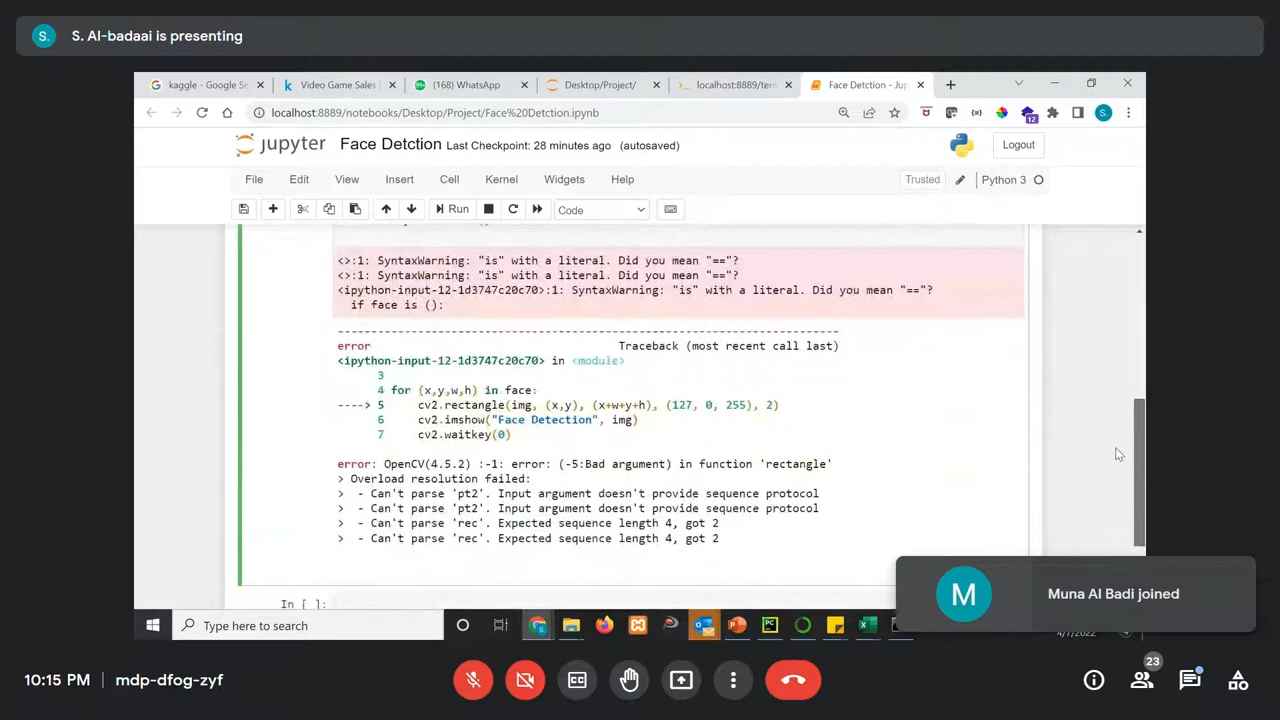 S. S. Al-badaai is presenting
kaggle - Google Se Video Game Sales (168) WhatsApp Desktop/Project/ localhost:8889/tern Face Detction - Jup
localhost:8889/notebooks/Desktop/Project/Face%20Detction.ipynb
12 S
jupyter Face Detction Last Checkpoint: 28 minutes ago (autosaved) Logout
File Edit View Insert Cell Kernel Widgets Help Trusted Python 3
Run Code
<>:1: SyntaxWarning: "is" with a literal. Did you mean "=="?
<>:1: SyntaxWarning: "is" with a literal. Did you mean "=="?
<ipython-input-12-1d3747c20c70>:1: SyntaxWarning: "is" with a literal. Did you mean "=="?
if face is ():
---------------------------------------------------------------------------
error Traceback (most recent call last)
<ipython-input-12-1d3747c20c70> in <module>
3
4 for (x,y,w,h) in face:
----> 5 cv2.rectangle(img, (x,y), (x+w+y+h), (127, 0, 255), 2)
6 cv2.imshow("Face Detection", img)
7 cv2.waitkey(0)
error: OpenCV(4.5.2) :-1: error: (-5:Bad argument) in function 'rectangle'
> Overload resolution failed:
> - Can't parse 'pt2'. Input argument doesn't provide sequence protocol
> - Can't parse 'pt2'. Input argument doesn't provide sequence protocol
> - Can't parse 'rec'. Expected sequence length 4, got 2
> - Can't parse 'rec'. Expected sequence length 4, got 2
In [ ]:
M Muna Al Badi joined
Type here to search
4/7/2022
10:15 PM mdp-dfog-zyf
CC
23